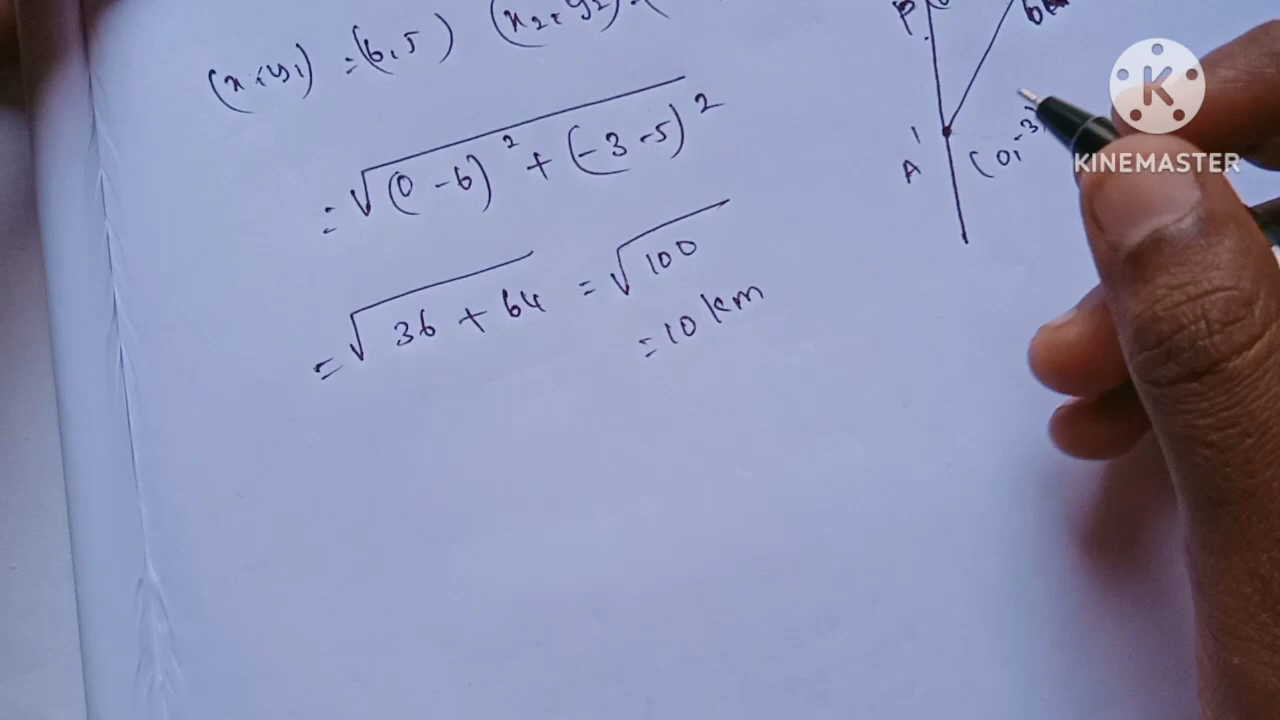 (x₁, y₁) = (6, 5) (x₂, y₂) = (
= √(0 - 6)² + (-3 - 5)²
= √36 + 64 = √100
= 10 km
P
A
(0, -3)
K
KINEMASTER